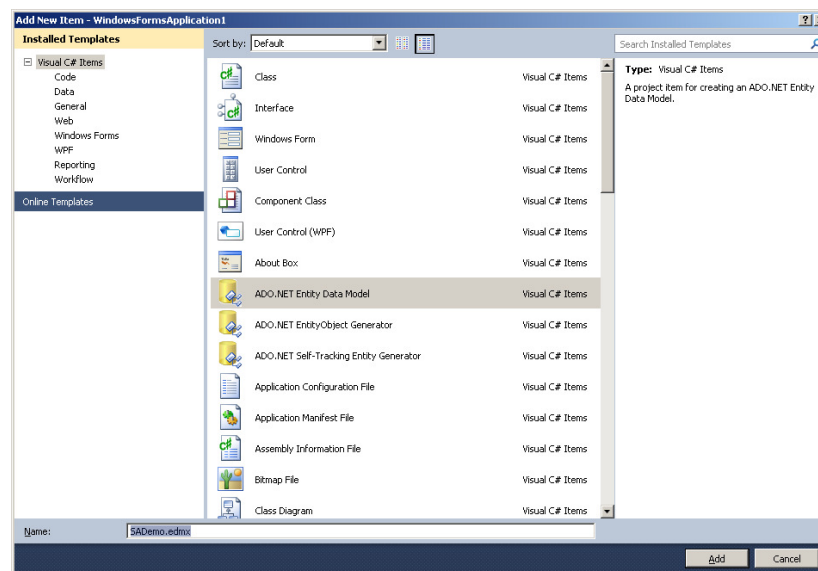 Add New Item - WindowsFormsApplication1
Installed Templates
Sort by: Default
Search Installed Templates
Visual C# Items
Code
Data
General
Web
Windows Forms
WPF
Reporting
Workflow
Online Templates
Class Visual C# Items
Interface Visual C# Items
Windows Form Visual C# Items
User Control Visual C# Items
Component Class Visual C# Items
User Control (WPF) Visual C# Items
About Box Visual C# Items
ADO.NET Entity Data Model Visual C# Items
ADO.NET EntityObject Generator Visual C# Items
ADO.NET Self-Tracking Entity Generator Visual C# Items
Application Configuration File Visual C# Items
Application Manifest File Visual C# Items
Assembly Information File Visual C# Items
Bitmap File Visual C# Items
Class Diagram Visual C# Items
Type: Visual C# Items
A project item for creating an ADO.NET Entity
Data Model.
Name: SADemo.edmx
Add Cancel